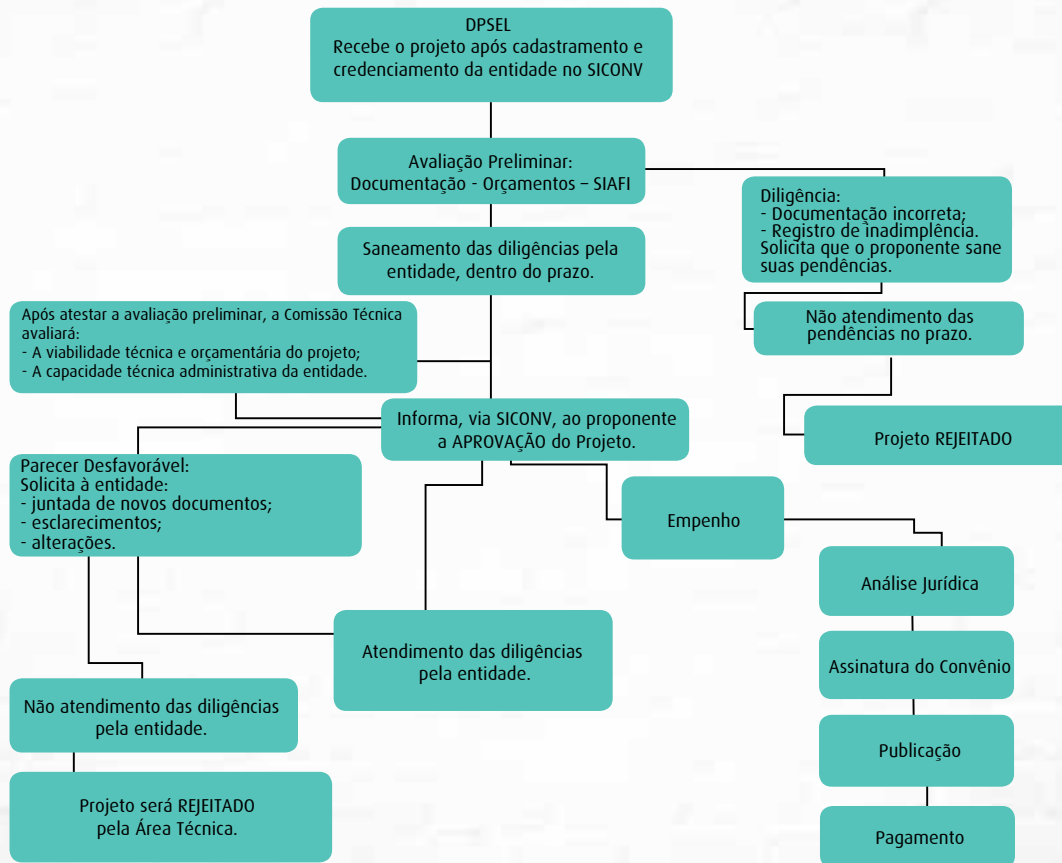 DPSEL
Recebe o projeto após cadastramento e
credenciamento da entidade no SICONV
Avaliação Preliminar:
Documentação - Orçamentos – SIAFI
Diligência:
- Documentação incorreta;
- Registro de inadimplência.
Solicita que o proponente sane
suas pendências.
Saneamento das diligências pela
entidade, dentro do prazo.
Não atendimento das
pendências no prazo.
Após atestar a avaliação preliminar, a Comissão Técnica
avaliará:
- A viabilidade técnica e orçamentária do projeto;
- A capacidade técnica administrativa da entidade.
Informa, via SICONV, ao proponente
a APROVAÇÃO do Projeto.
Projeto REJEITADO
Parecer Desfavorável:
Solicita à entidade:
- juntada de novos documentos;
- esclarecimentos;
- alterações.
Empenho
Análise Jurídica
Atendimento das diligências
pela entidade.
Assinatura do Convênio
Não atendimento das diligências
pela entidade.
Publicação
Projeto será REJEITADO
pela Área Técnica.
Pagamento